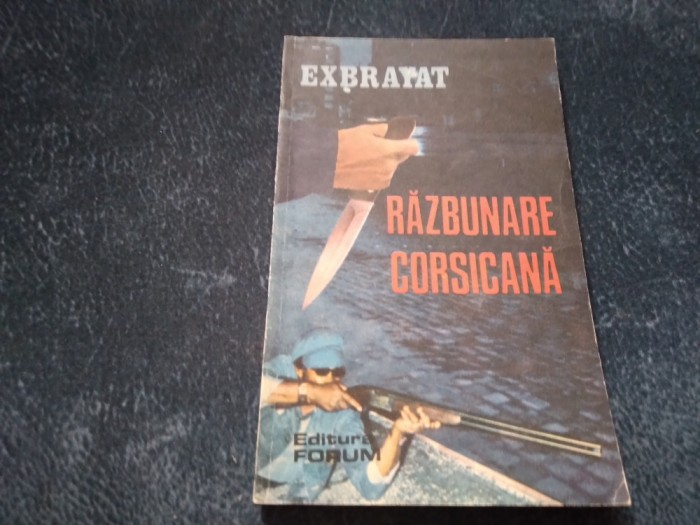 EXBRAYAT
RĂZBUNARE
CORSICANĂ
Editura
FORUM